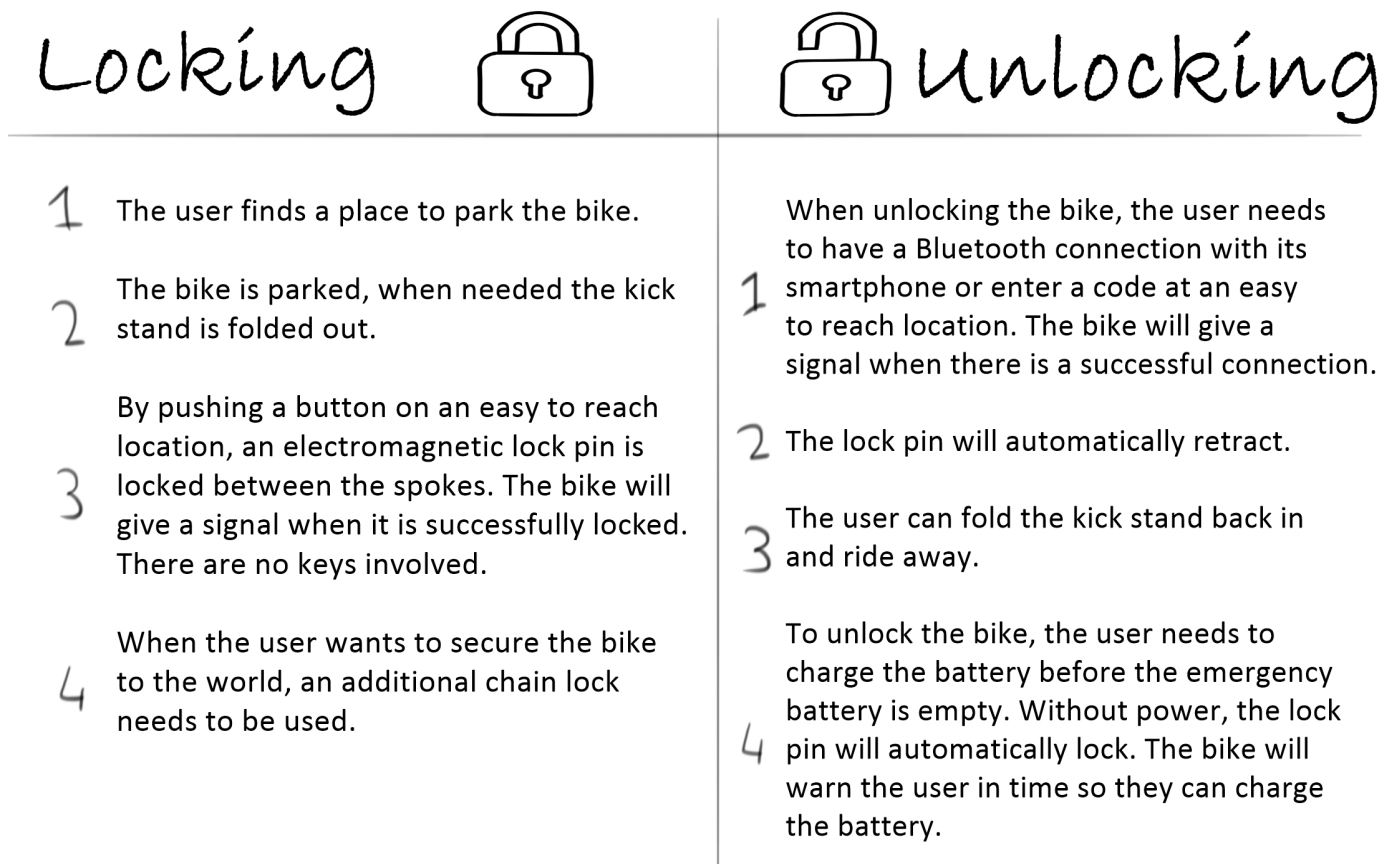 Locking
1 The user finds a place to park the bike.
2 The bike is parked, when needed the kick
stand is folded out.
3 By pushing a button on an easy to reach
location, an electromagnetic lock pin is
locked between the spokes. The bike will
give a signal when it is successfully locked.
There are no keys involved.
4 When the user wants to secure the bike
to the world, an additional chain lock
needs to be used.
Unlocking
1 When unlocking the bike, the user needs
to have a Bluetooth connection with its
smartphone or enter a code at an easy
to reach location. The bike will give a
signal when there is a successful connection.
2 The lock pin will automatically retract.
3 The user can fold the kick stand back in
and ride away.
4 To unlock the bike, the user needs to
charge the battery before the emergency
battery is empty. Without power, the lock
pin will automatically lock. The bike will
warn the user in time so they can charge
the battery.